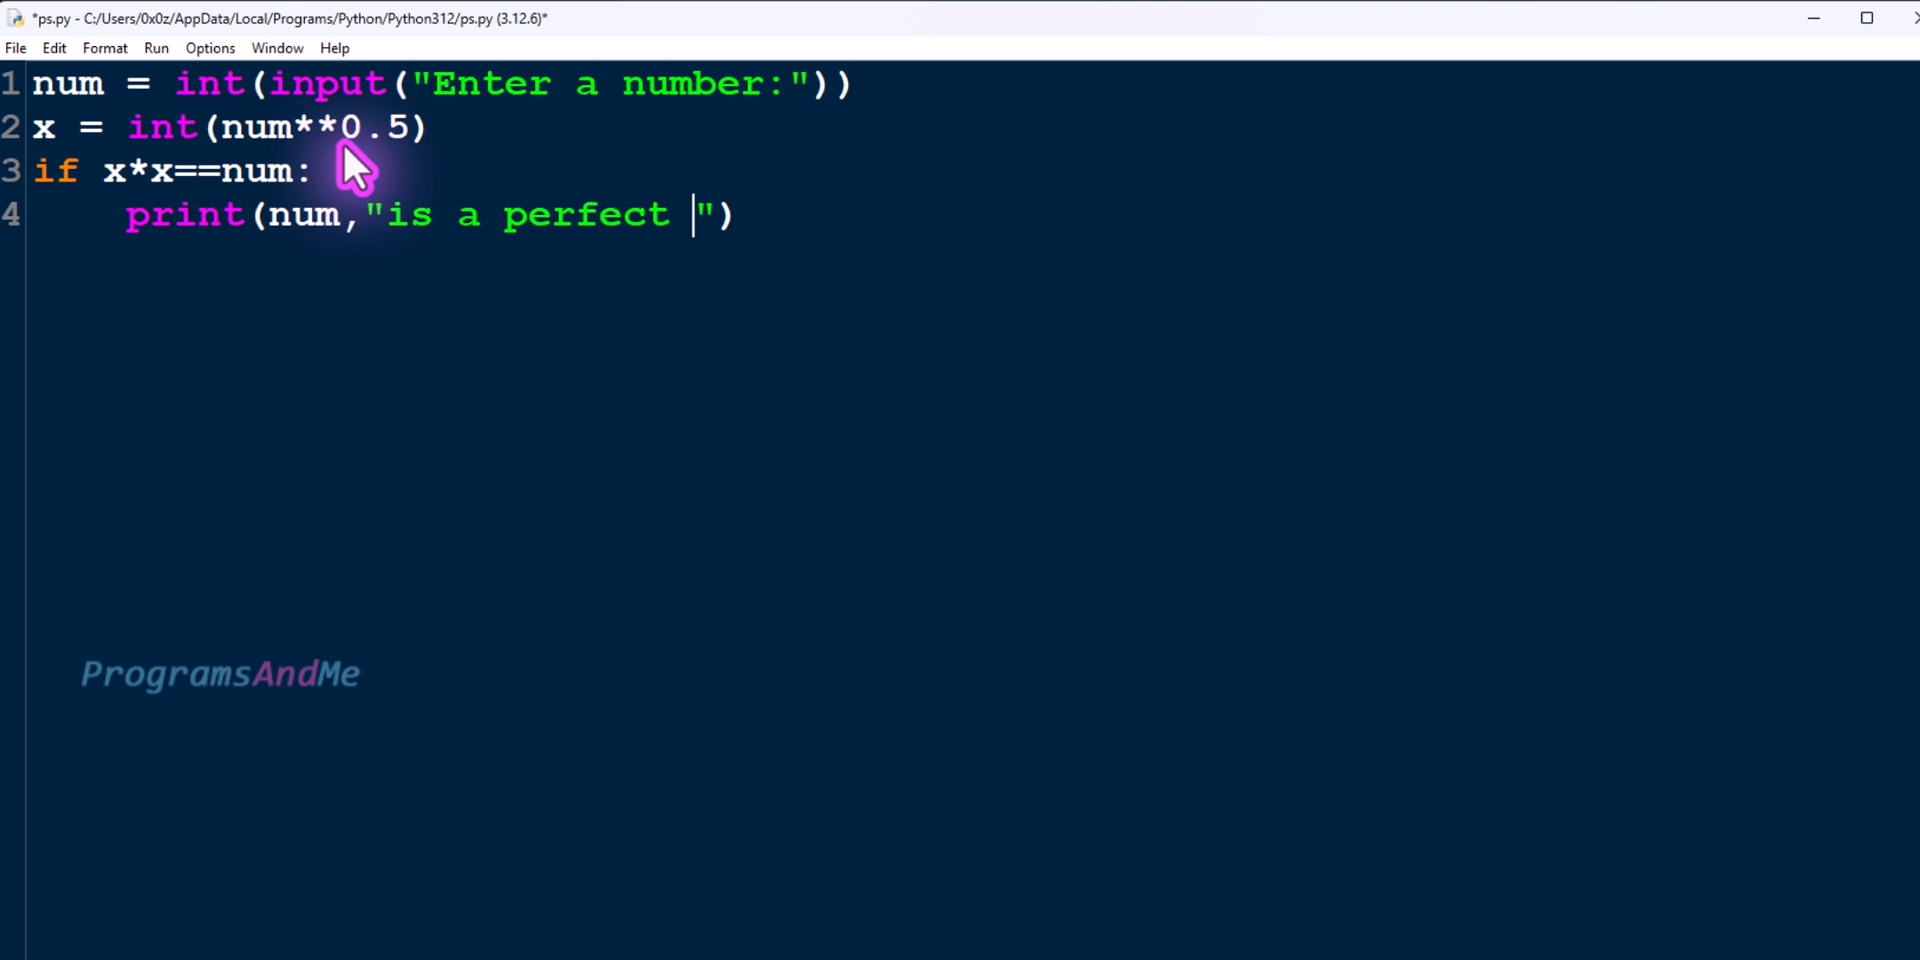 *ps.py - C:/Users/0x0z/AppData/Local/Programs/Python/Python312/ps.py (3.12.6)*
File Edit Format Run Options Window Help
1 num = int(input("Enter a number:"))
2 x = int(num**0.5)
3 if x*x==num:
4     print(num,"is a perfect ")
ProgramsAndMe